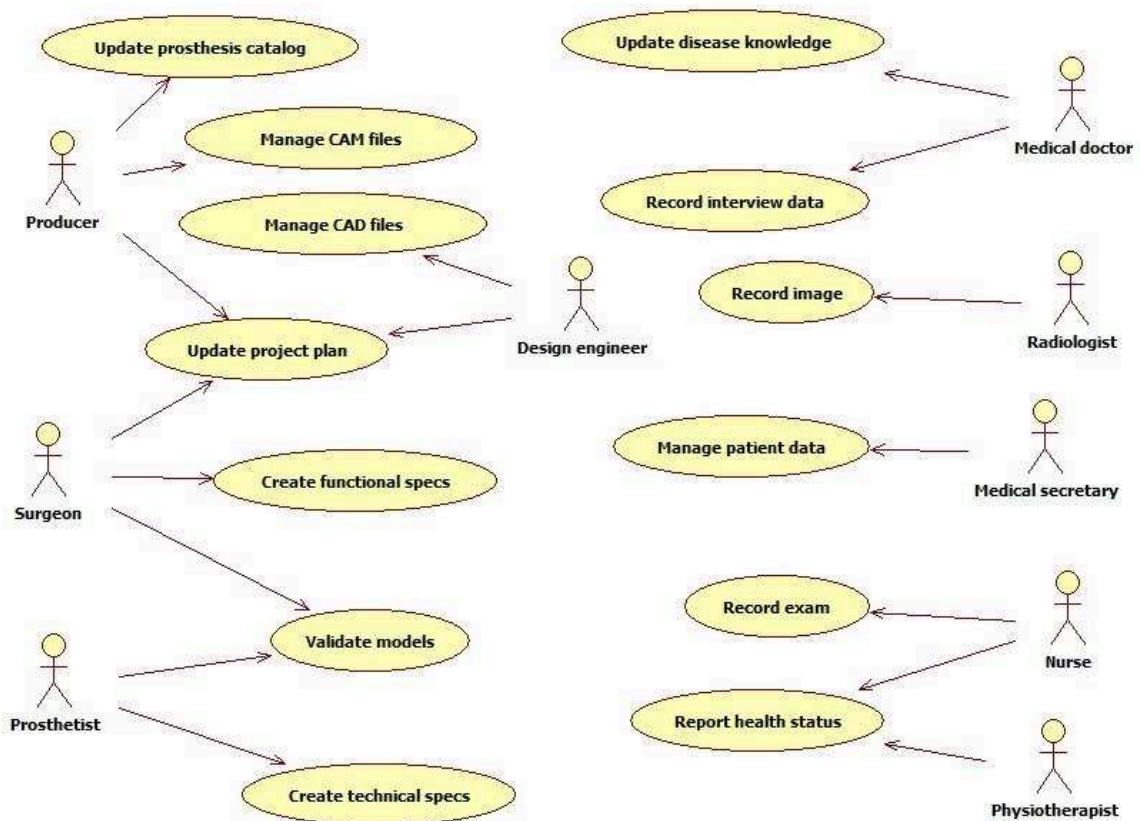 Update prosthesis catalog
Update disease knowledge
Manage CAM files
Medical doctor
Producer
Record interview data
Manage CAD files
Record image
Update project plan
Design engineer
Radiologist
Manage patient data
Create functional specs
Surgeon
Medical secretary
Record exam
Validate models
Nurse
Prosthetist
Report health status
Create technical specs
Physiotherapist